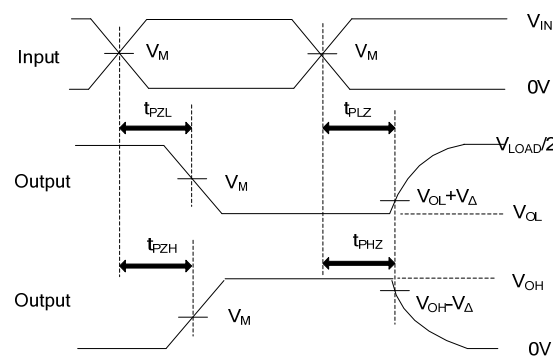 V_IN
Input V_M V_M
0V
t_PZL t_PLZ
V_LOAD/2
Output V_M V_OL+V_Δ
V_OL
t_PZH t_PHZ
V_OH
Output V_M V_OH-V_Δ
0V